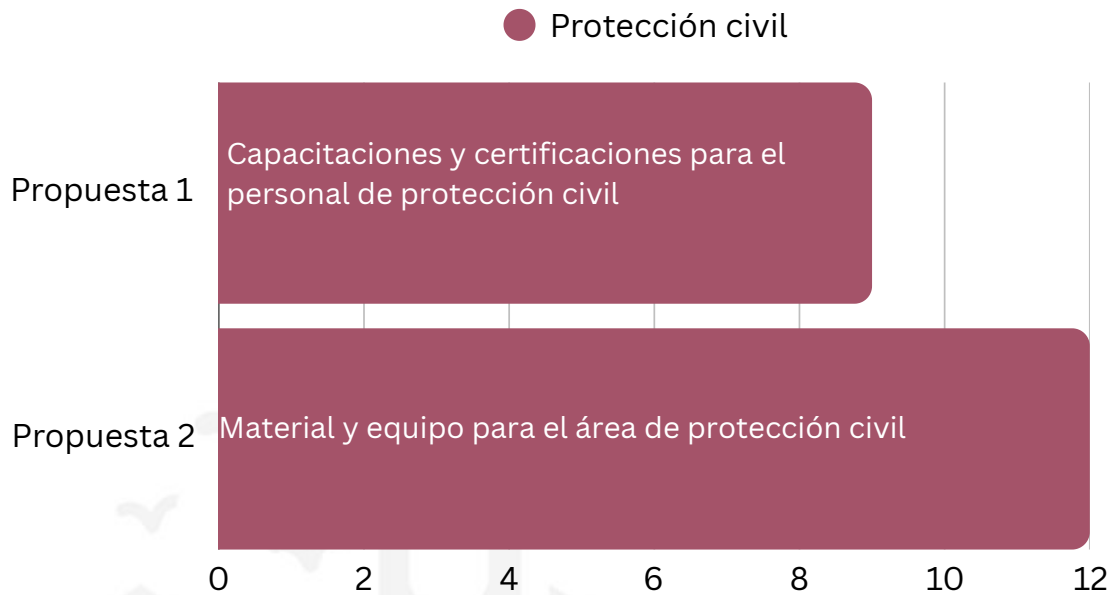 Protección civil
Propuesta 1
Capacitaciones y certificaciones para el
personal de protección civil
Propuesta 2
Material y equipo para el área de protección civil
0 2 4 6 8 10 12